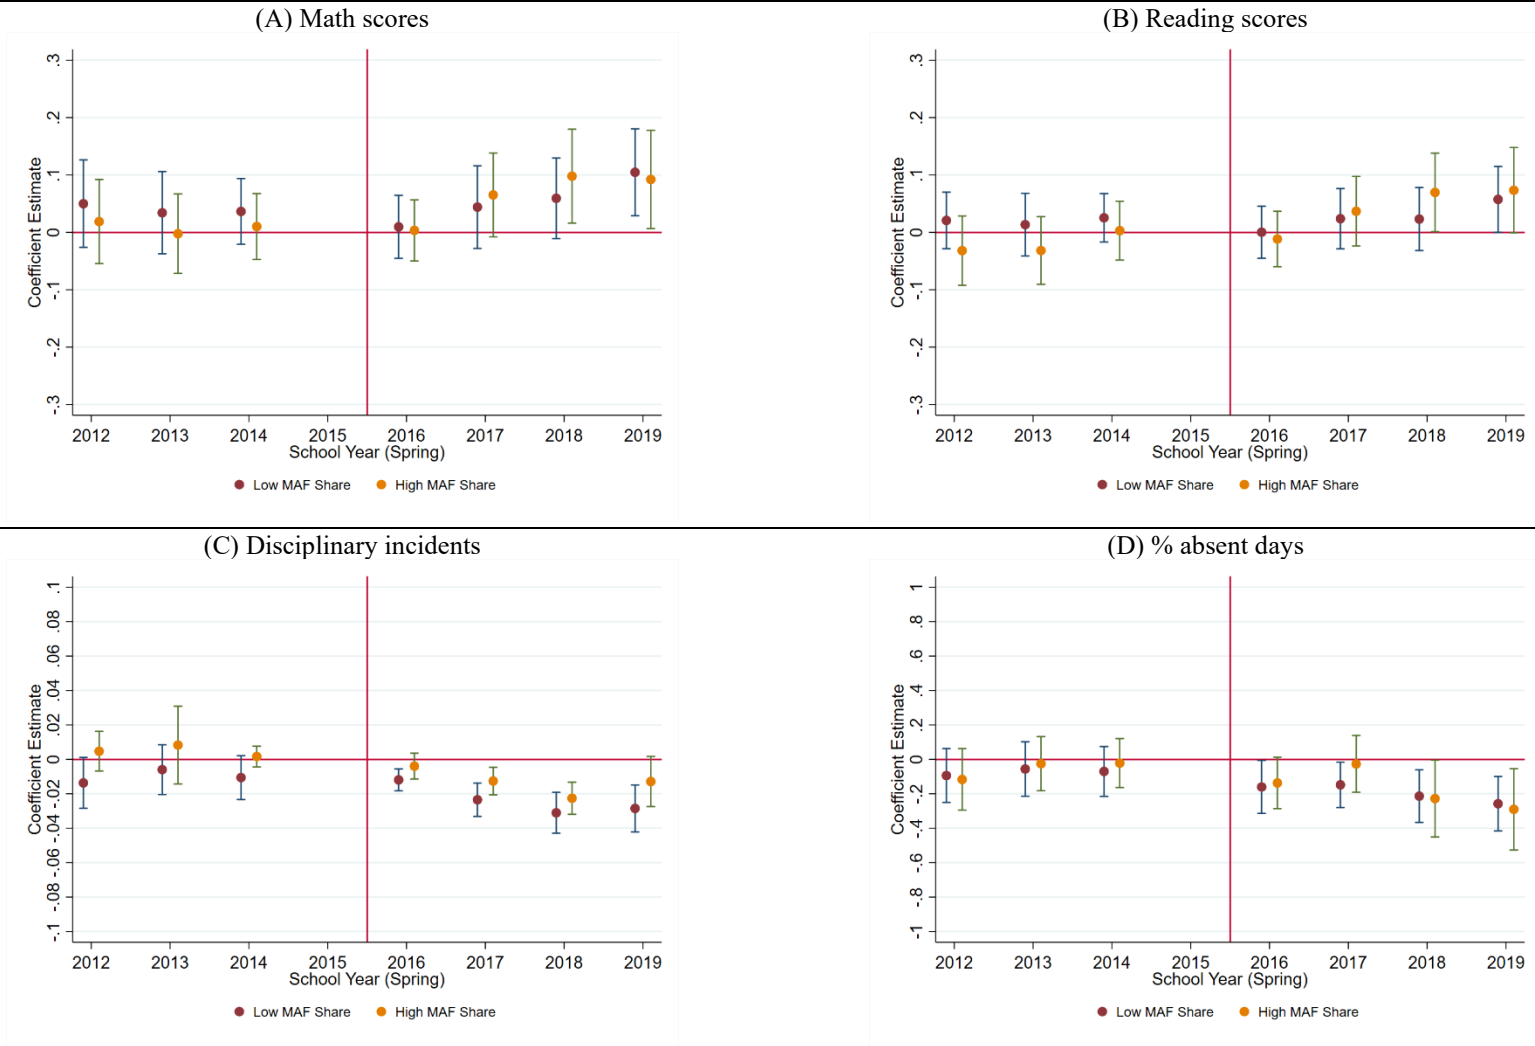 (A) Math scores
(B) Reading scores
Coefficient Estimate
.3
.2
.1
0
-.1
-.2
-.3
2012 2013 2014 2015 2016 2017 2018 2019
School Year (Spring)
Low MAF Share High MAF Share
Coefficient Estimate
.3
.2
.1
0
-.1
-.2
-.3
2012 2013 2014 2015 2016 2017 2018 2019
School Year (Spring)
Low MAF Share High MAF Share
(C) Disciplinary incidents
(D) % absent days
Coefficient Estimate
.1
.08
.06
.04
.02
0
-.02
-.04
-.06
-.08
-.1
2012 2013 2014 2015 2016 2017 2018 2019
School Year (Spring)
Low MAF Share High MAF Share
Coefficient Estimate
1
.8
.6
.4
.2
0
-.2
-.4
-.6
-.8
-1
2012 2013 2014 2015 2016 2017 2018 2019
School Year (Spring)
Low MAF Share High MAF Share